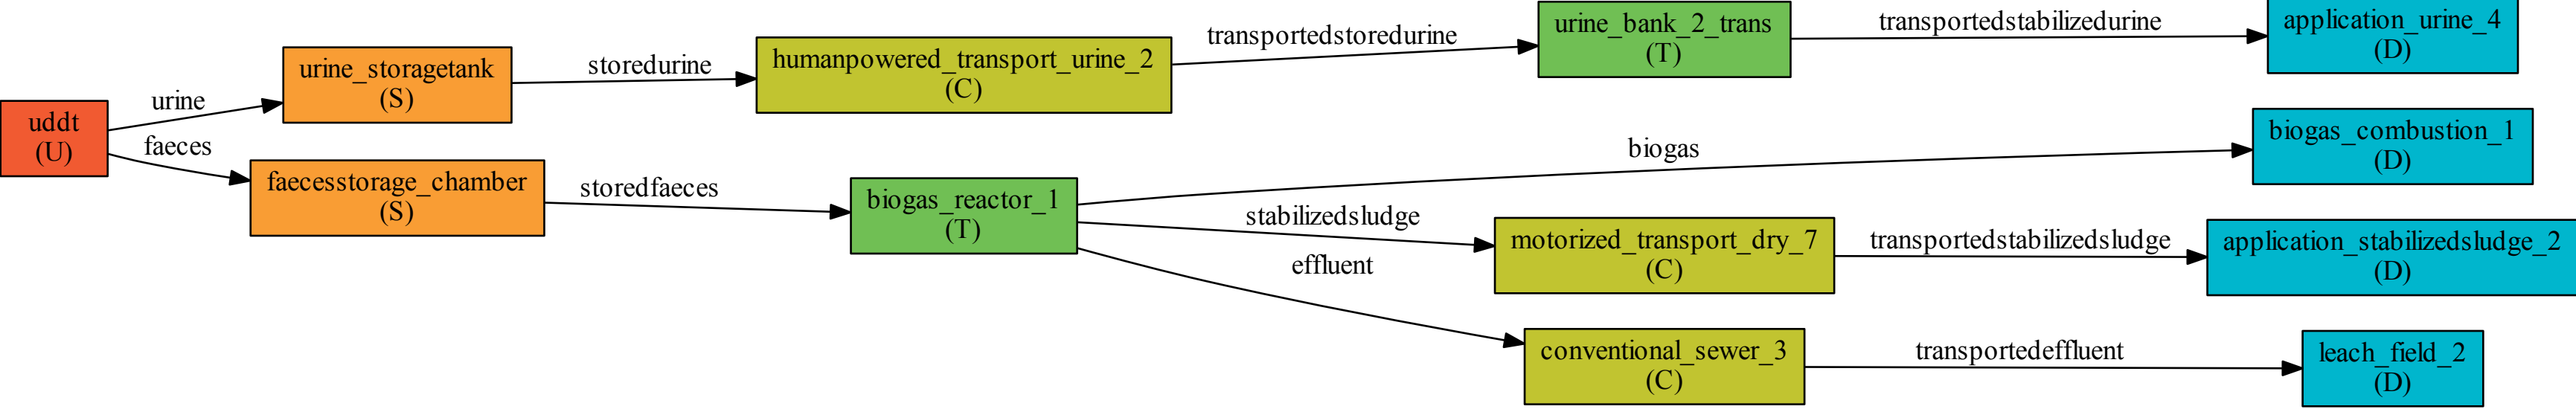 uddt
(U)
urine
faeces
urine_storagetank
(S)
faecesstorage_chamber
(S)
storedurine
storedfaeces
humanpowered_transport_urine_2
(C)
biogas_reactor_1
(T)
transportedstoredurine
biogas
stabilizedsludge
effluent
urine_bank_2_trans
(T)
motorized_transport_dry_7
(C)
conventional_sewer_3
(C)
transportedstabilizedurine
transportedstabilizedsludge
transportedeffluent
application_urine_4
(D)
biogas_combustion_1
(D)
application_stabilizedsludge_2
(D)
leach_field_2
(D)